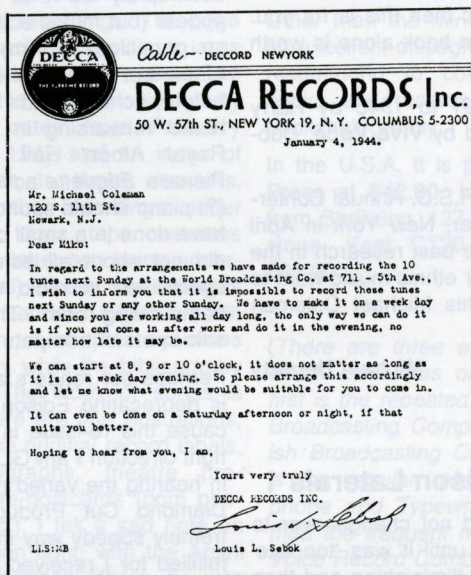 DECCA
Cable- DECCORD NEWYORK
DECCA RECORDS, Inc.
50 W. 57th ST., NEW YORK 19, N.Y. COLUMBUS 5-2300
January 4, 1944.
Mr. Michael Dulesman
120 S. 11th St.
Newark, N.J.
Dear Miko:
In regard to the arrangements we have made for recording the 10
tunes next Sunday at the World Broadcasting Co. at 711 - 5th Ave.,
I wish to inform you that it is impossible to record these tunes
next Sunday or any other Sunday. We have to make it on a week day
and since you are working all day long, tho only way we can do it
is if you can come in after work and do it in the evening, no
matter how late it may be.
We can start at 8, 9 or 10 o'clock, it does not matter as long as
it is on a week day evening. So please arrange this accordingly
and let me know what evening would be suitable for you to come in.
This can be done on a Saturday afternoon or night, if that
suits you better.
Hoping to hear from you, I am,
Yours very truly
DECCA RECORDS INC.
Louis L. Sebok
Louis L. Sebok
LLS:MB